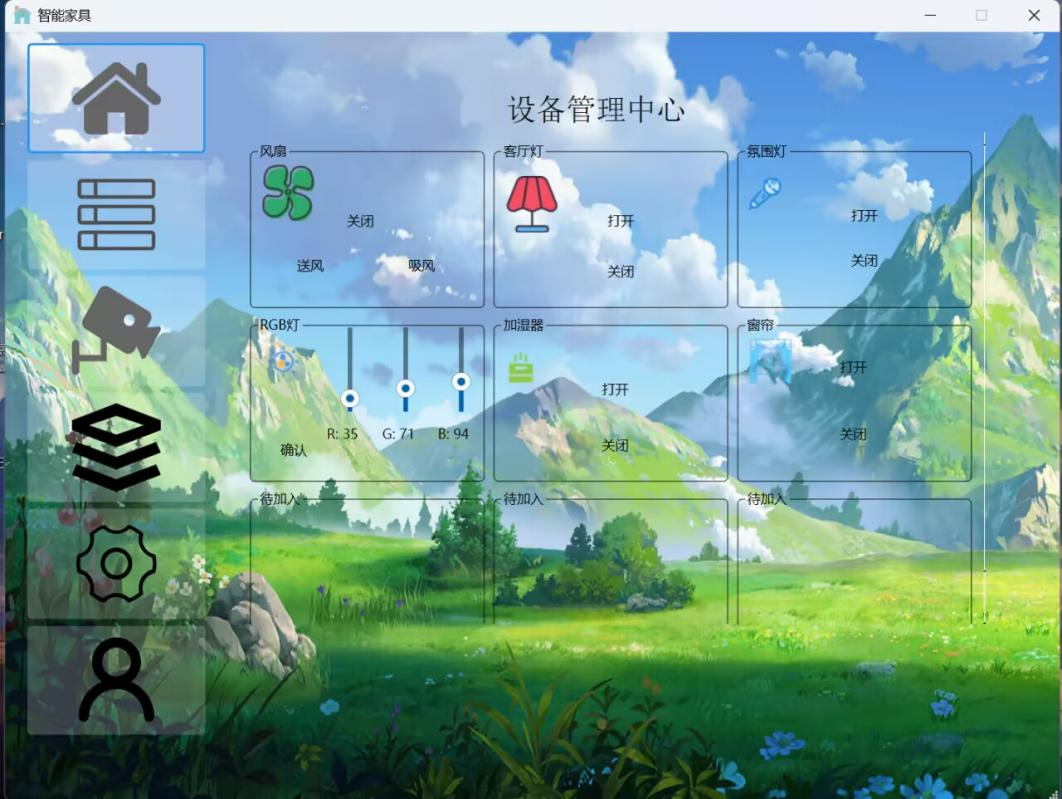 智能家具
设备管理中心
风扇
关闭
送风 吸风
客厅灯
打开
关闭
氛围灯
打开
关闭
RGB灯
R: 35 G: 71 B: 94
确认
加湿器
打开
关闭
窗帘
打开
关闭
待加入
待加入
待加入